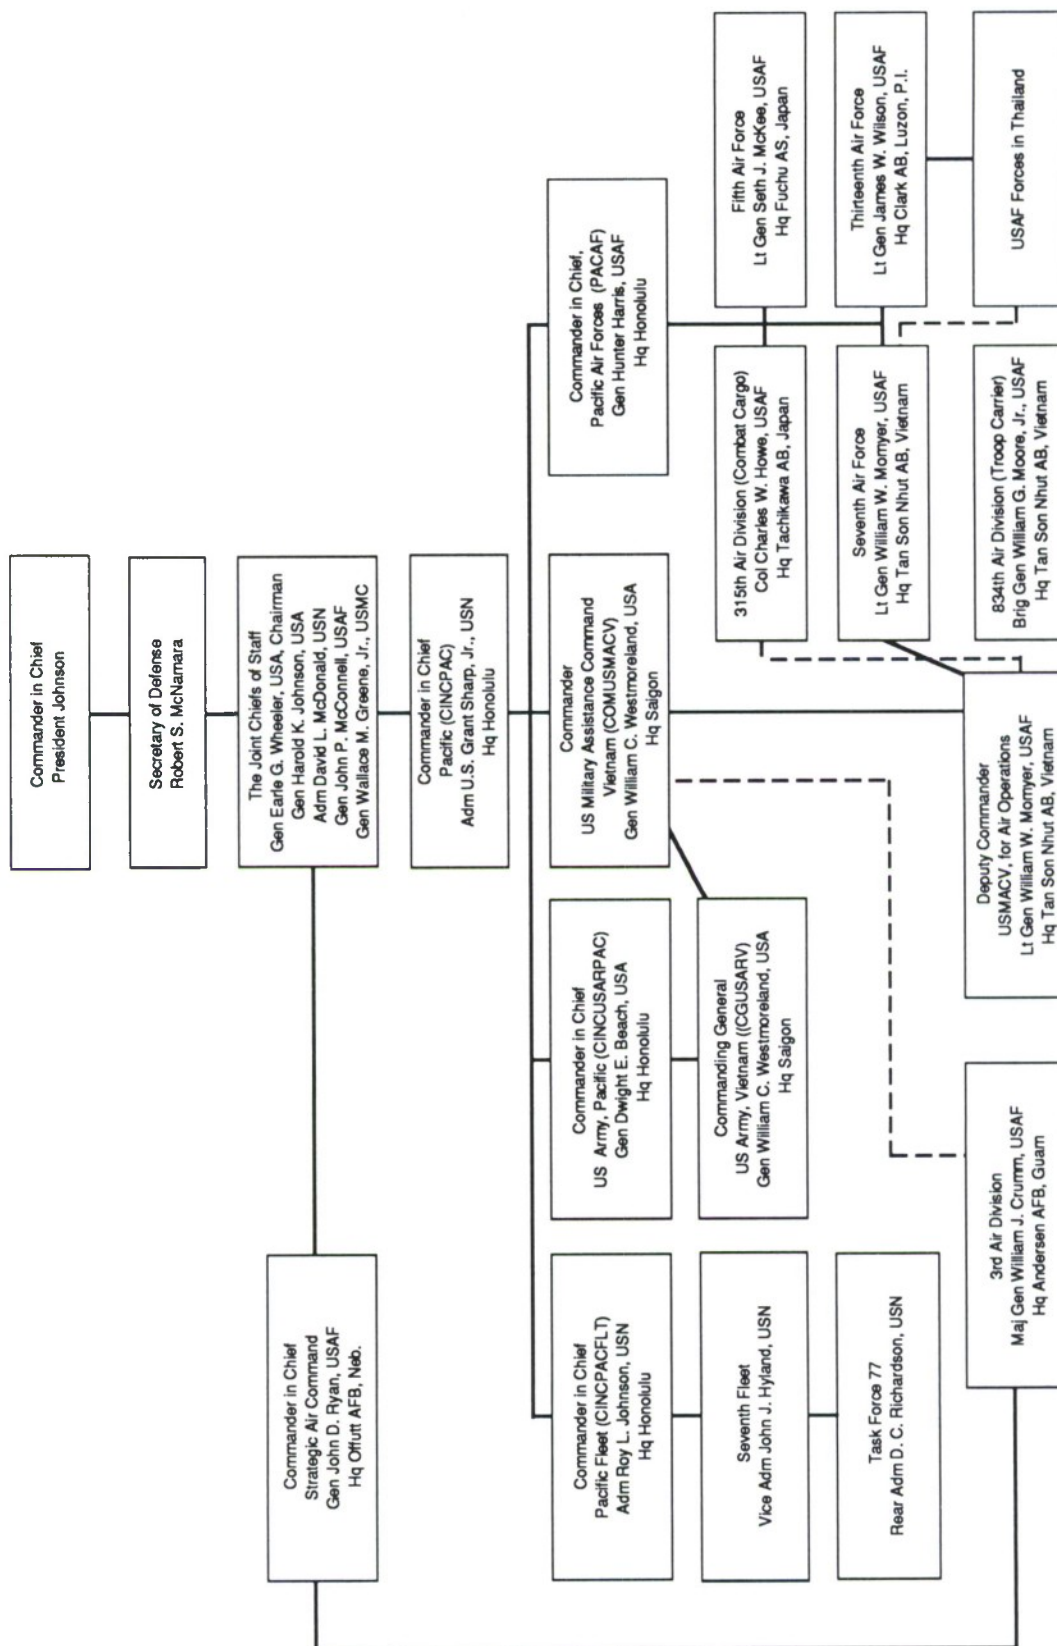 Commander in Chief
President Johnson
Secretary of Defense
Robert S. McNamara
The Joint Chiefs of Staff
Gen Earle G. Wheeler, USA, Chairman
Gen Harold K. Johnson, USA
Adm David L. McDonald, USN
Gen John P. McConnell, USAF
Gen Wallace M. Greene, Jr., USMC
Commander in Chief
Strategic Air Command
Gen John D. Ryan, USAF
Hq Offutt AFB, Neb.
Commander in Chief
Pacific (CINCPAC)
Adm U.S. Grant Sharp, Jr., USN
Hq Honolulu
Commander in Chief
Pacific Fleet (CINCPACFLT)
Adm Roy L. Johnson, USN
Hq Honolulu
Commander in Chief
US Army, Pacific (CINCUSARPAC)
Gen Dwight E. Beach, USA
Hq Honolulu
Commander
US Military Assistance Command
Vietnam (COMUSMACV)
Gen William C. Westmoreland, USA
Hq Saigon
Commander in Chief,
Pacific Air Forces (PACAF)
Gen Hunter Harris, USAF
Hq Honolulu
Seventh Fleet
Vice Adm John J. Hyland, USN
Commanding General
US Army, Vietnam ((CGUSARV)
Gen William C. Westmoreland, USA
Hq Saigon
315th Air Division (Combat Cargo)
Col Charles W. Howe, USAF
Hq Tachikawa AB, Japan
Fifth Air Force
Lt Gen Seth J. McKee, USAF
Hq Fuchu AS, Japan
Task Force 77
Rear Adm D. C. Richardson, USN
Seventh Air Force
Lt Gen William W. Momyer, USAF
Hq Tan Son Nhut AB, Vietnam
Thirteenth Air Force
Lt Gen James W. Wilson, USAF
Hq Clark AB, Luzon, P.I.
3rd Air Division
Maj Gen William J. Crumm, USAF
Hq Andersen AFB, Guam
Deputy Commander
USMACV, for Air Operations
Lt Gen William W. Momyer, USAF
Hq Tan Son Nhut AB, Vietnam
834th Air Division (Troop Carrier)
Brig Gen William G. Moore, Jr., USAF
Hq Tan Son Nhut AB, Vietnam
USAF Forces in Thailand